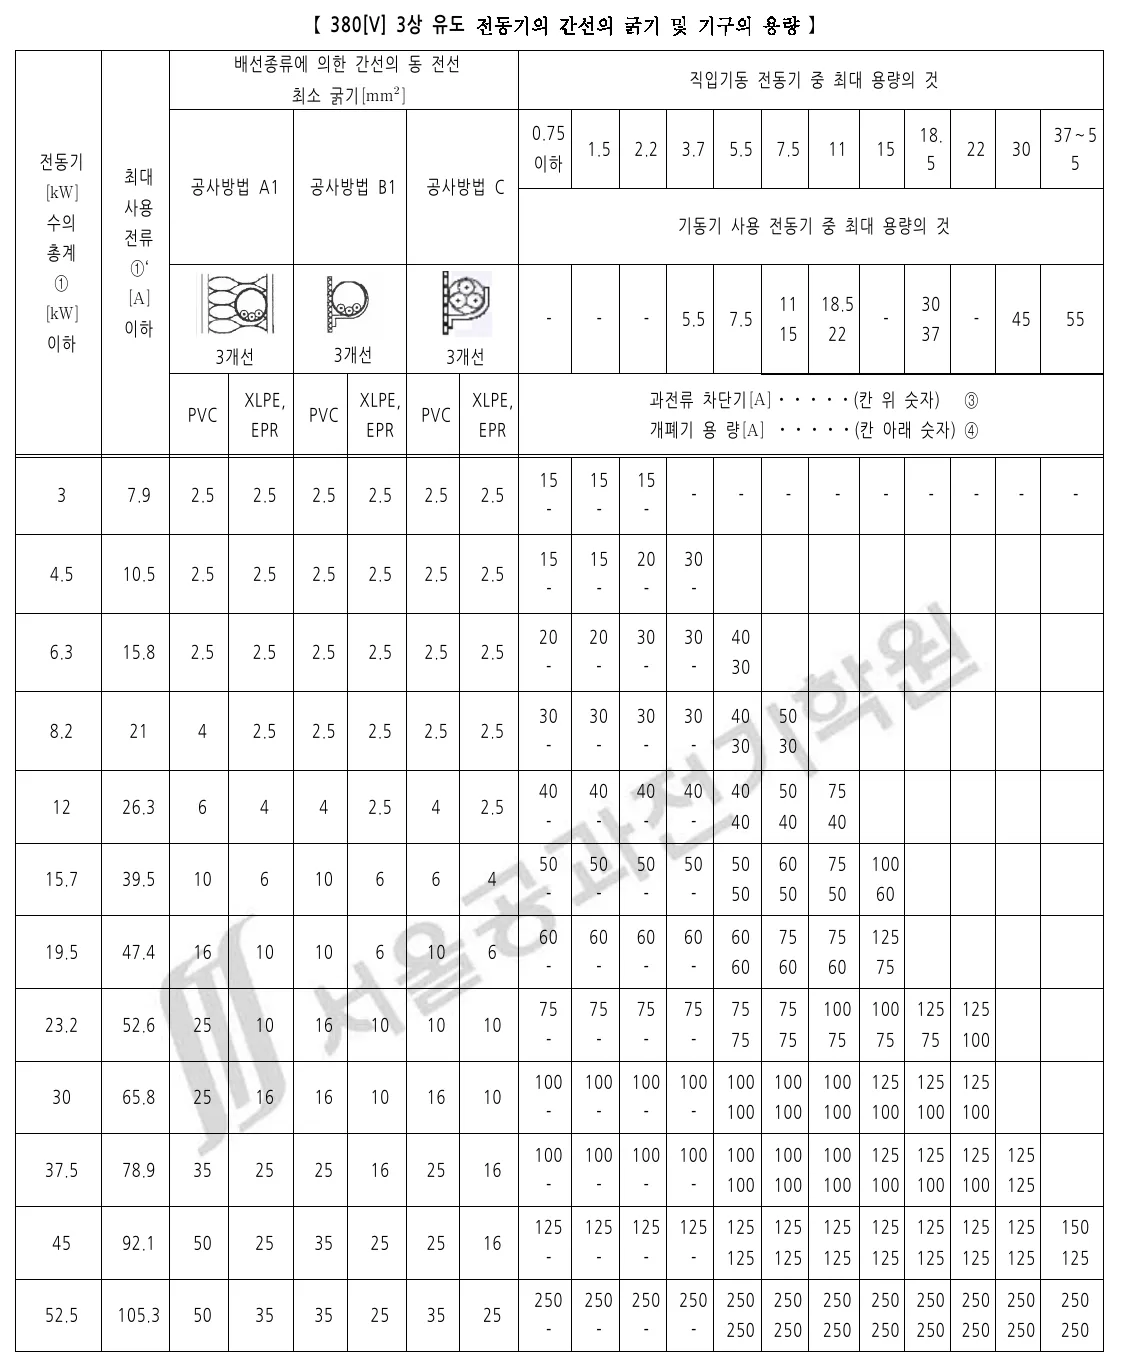 【 380[V] 3상 유도 전동기의 간선의 굵기 및 기구의 용량 】
전동기
[kW]
수의
총계
①
[kW]
이하
최대
사용
전류
①‘
[A]
이하
배선종류에 의한 간선의 동 전선
최소 굵기[mm²]
직입기동 전동기 중 최대 용량의 것
공사방법 A1 공사방법 B1 공사방법 C
0.75
이하
1.5 2.2 3.7 5.5 7.5 11 15
18.
5
22 30
37~5
5
기동기 사용 전동기 중 최대 용량의 것
3개선 3개선 3개선
- - - 5.5 7.5
11
15
18.5
22
-
30
37
- 45 55
PVC
XLPE,
EPR
PVC
XLPE,
EPR
PVC
XLPE,
EPR
과전류 차단기[A]·····(칸 위 숫자) ③
개폐기 용 량[A] ·····(칸 아래 숫자) ④
3 7.9 2.5 2.5 2.5 2.5 2.5 2.5
15 15 15 - - - - - - - - -
- - -
4.5 10.5 2.5 2.5 2.5 2.5 2.5 2.5
15 15 20 30
- - - -
6.3 15.8 2.5 2.5 2.5 2.5 2.5 2.5
20 20 30 30 40
- - - - 30
8.2 21 4 2.5 2.5 2.5 2.5 2.5
30 30 30 30 40 50
- - - - 30 30
12 26.3 6 4 4 2.5 4 2.5
40 40 40 40 40 50 75
- - - - 40 40 40
15.7 39.5 10 6 10 6 6 4
50 50 50 50 50 60 75 100
- - - - 50 50 50 60
19.5 47.4 16 10 10 6 10 6
60 60 60 60 60 75 75 125
- - - - 60 60 60 75
23.2 52.6 25 10 16 10 10 10
75 75 75 75 75 75 100 100 125 125
- - - - 75 75 75 75 75 100
30 65.8 25 16 16 10 16 10
100 100 100 100 100 100 100 125 125 125
- - - - 100 100 100 100 100 100
37.5 78.9 35 25 25 16 25 16
100 100 100 100 100 100 100 125 125 125 125
- - - - 100 100 100 100 100 100 125
45 92.1 50 25 35 25 25 16
125 125 125 125 125 125 125 125 125 125 125 150
- - - - 125 125 125 125 125 125 125 125
52.5 105.3 50 35 35 25 35 25
250 250 250 250 250 250 250 250 250 250 250 250
- - - - 250 250 250 250 250 250 250 250
서울공과전기학원